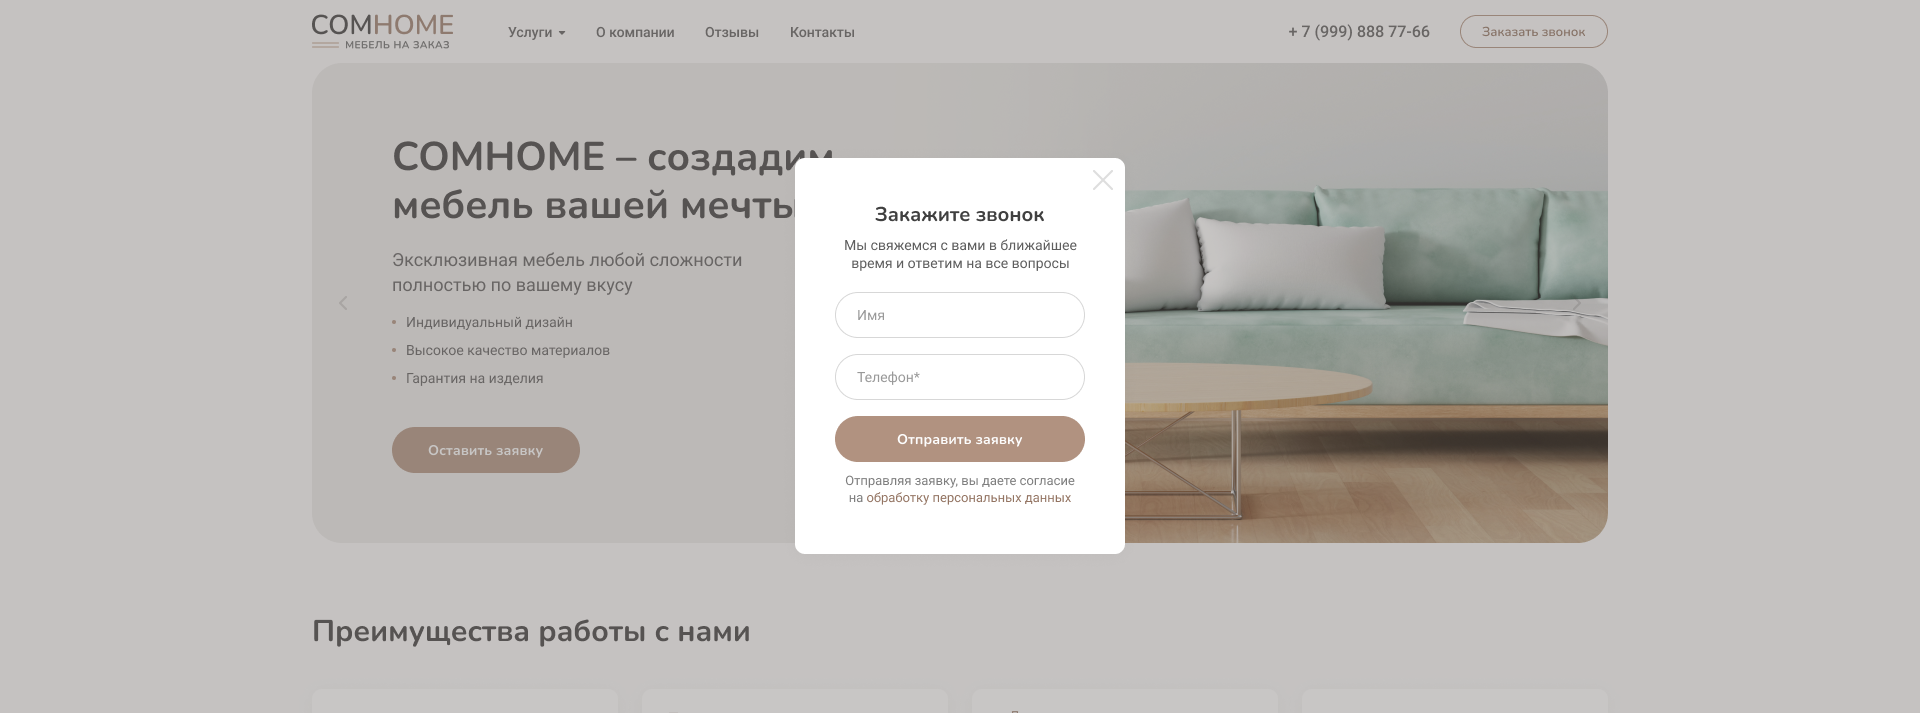 COMHOME
МЕБЕЛЬ НА ЗАКАЗ
Услуги
О компании
Отзывы
Контакты
+ 7 (999) 888 77-66
Заказать звонок
COMHOME – создадим
мебель вашей мечты
Эксклюзивная мебель любой сложности
полностью по вашему вкусу
• Индивидуальный дизайн
• Высокое качество материалов
• Гарантия на изделия
Оставить заявку
Закажите звонок
Мы свяжемся с вами в ближайшее
время и ответим на все вопросы
Имя
Телефон*
Отправить заявку
Отправляя заявку, вы даете согласие
на обработку персональных данных
Преимущества работы с нами